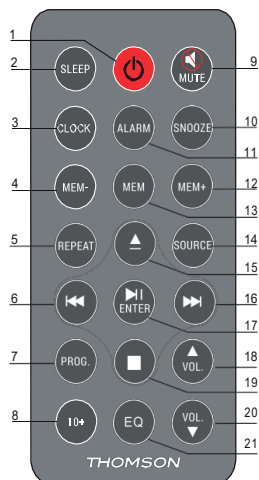 1
2 SLEEP MUTE 9
3 CLOCK ALARM SNOOZE 10
11
4 MEM- MEM MEM+ 12
13
5 REPEAT SOURCE 14
15
6 ENTER 16
17
7 PROG. VOL. 18
19
8 10+ EQ VOL. 20
21
THOMSON